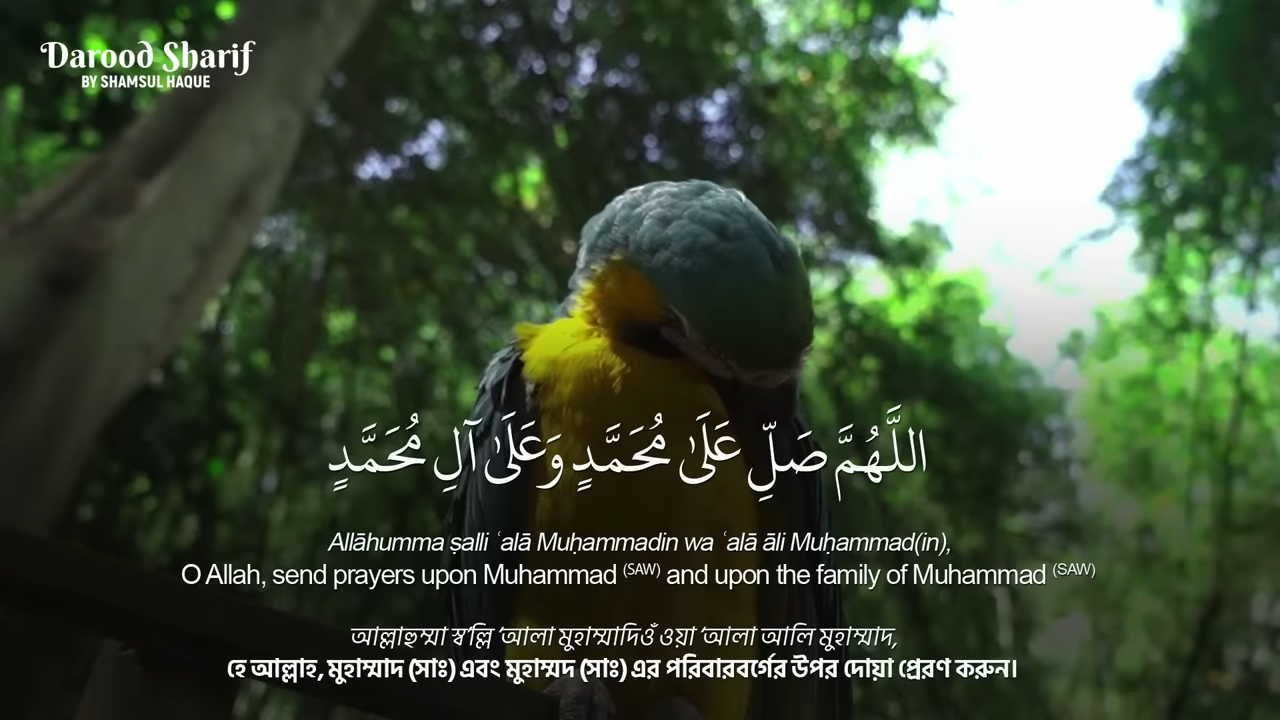 Darood Sharif
BY SHAMSUL HAQUE
اللَّهُمَّ صَلِّ عَلَىٰ مُحَمَّدٍ وَعَلَىٰ آلِ مُحَمَّدٍ
Allāhumma ṣalli ʿalā Muḥammadin wa ʿalā āli Muḥammad(in),
O Allah, send prayers upon Muhammad (SAW) and upon the family of Muhammad (SAW)
আল্লাহুম্মা স্ব’ল্লি ‘আলা মুহাম্মাদিওঁ ওয়া ‘আলা আলি মুহাম্মাদ,
হে আল্লাহ, মুহাম্মাদ (সাঃ) এবং মুহাম্মদ (সাঃ) এর পরিবারবর্গের উপর দোয়া প্রেরণ করুন।